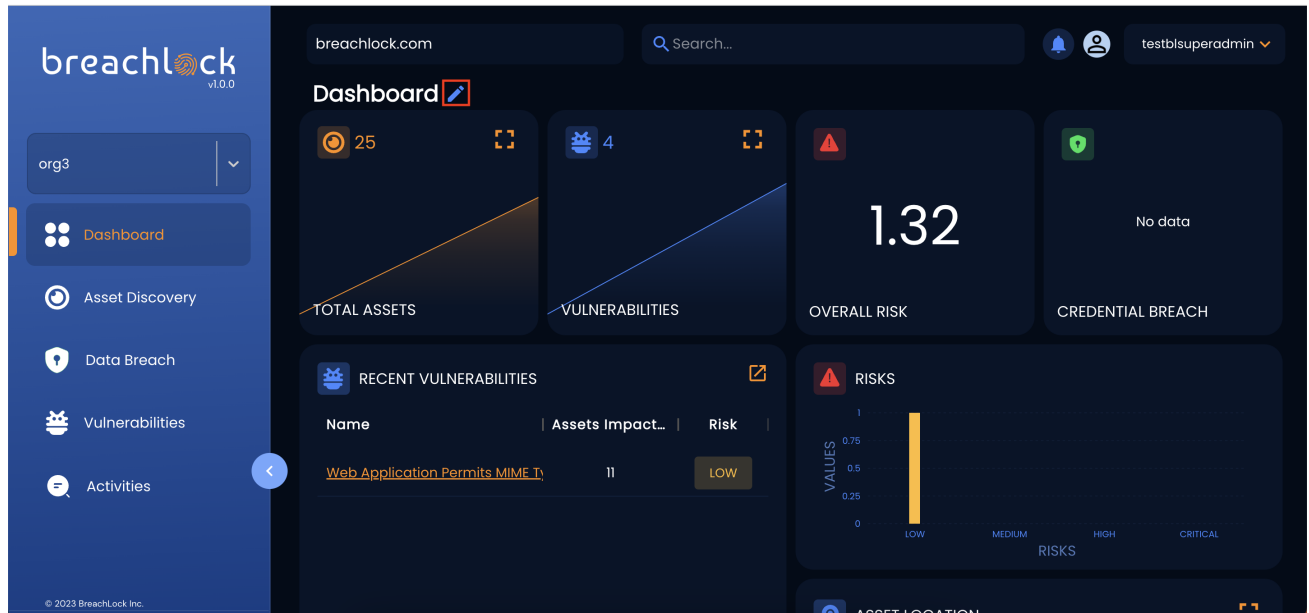 breachlock
v1.0.0
org3
Dashboard
Asset Discovery
Data Breach
Vulnerabilities
Activities
© 2023 BreachLock Inc.
breachlock.com
Search...
testblsuperadmin
Dashboard
25
TOTAL ASSETS
4
VULNERABILITIES
1.32
OVERALL RISK
No data
CREDENTIAL BREACH
RECENT VULNERABILITIES
Name Assets Impact... Risk
Web Application Permits MIME Ty 11 LOW
RISKS
VALUES
1
0.75
0.5
0.25
0
LOW MEDIUM HIGH CRITICAL
RISKS
ASSET LOCATION